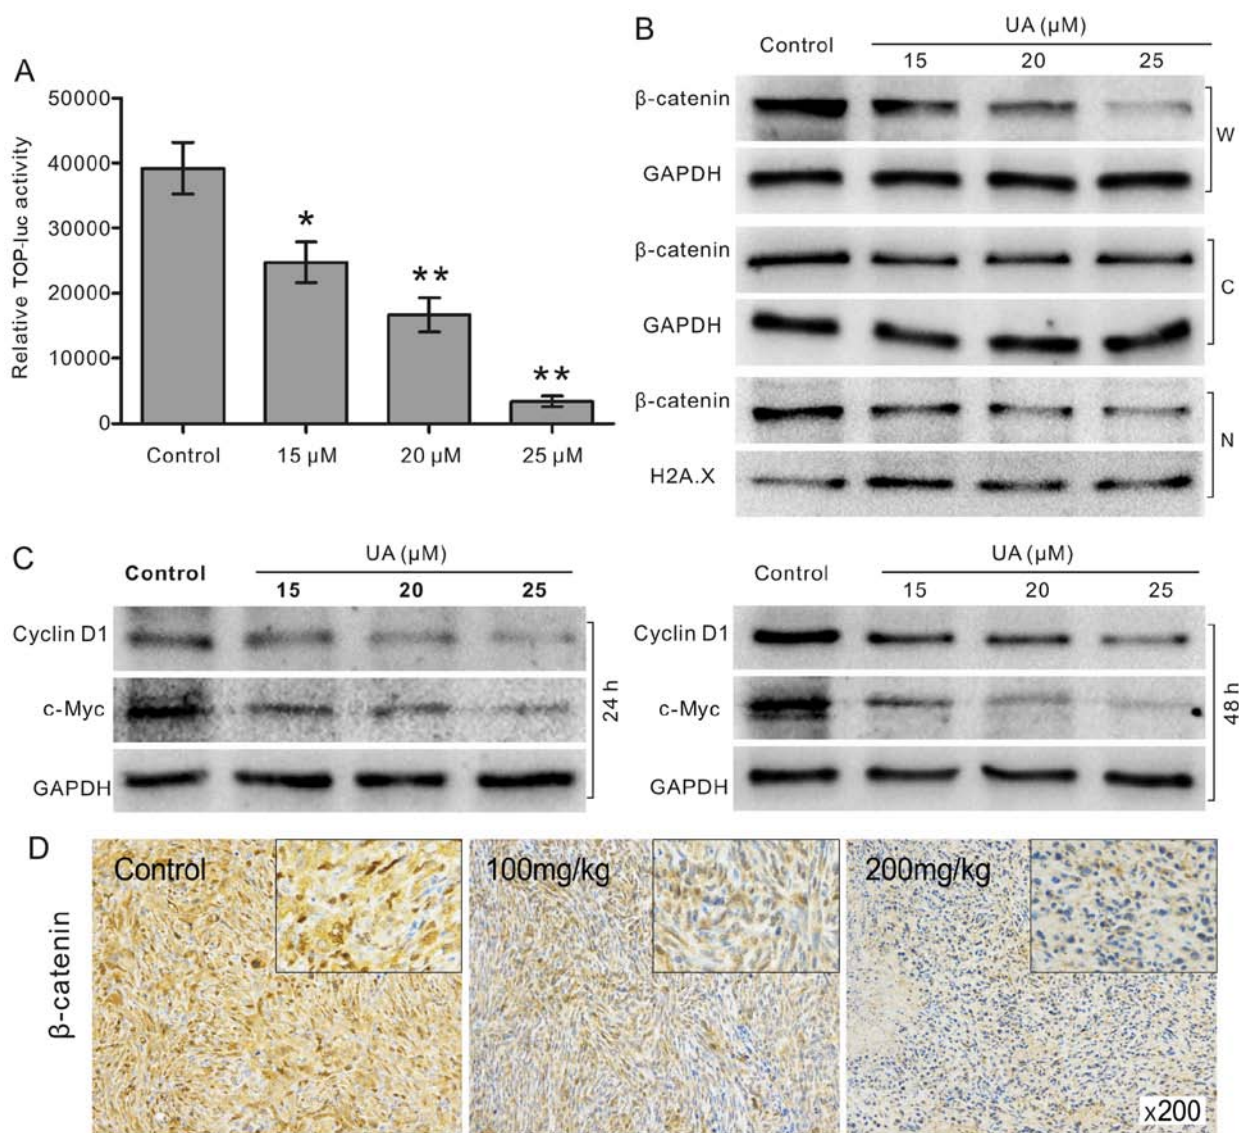 A
Relative TOP-luc activity
50000
40000
30000
20000
10000
0
*
**
**
Control 15 μM 20 μM 25 μM
B
Control UA (μM)
15 20 25
β-catenin
GAPDH
W
β-catenin
GAPDH
C
β-catenin
H2A.X
N
C
Control UA (μM)
15 20 25
Cyclin D1
c-Myc
GAPDH
24 h
Control UA (μM)
15 20 25
Cyclin D1
c-Myc
GAPDH
48 h
D
β-catenin
Control 100mg/kg 200mg/kg
x200